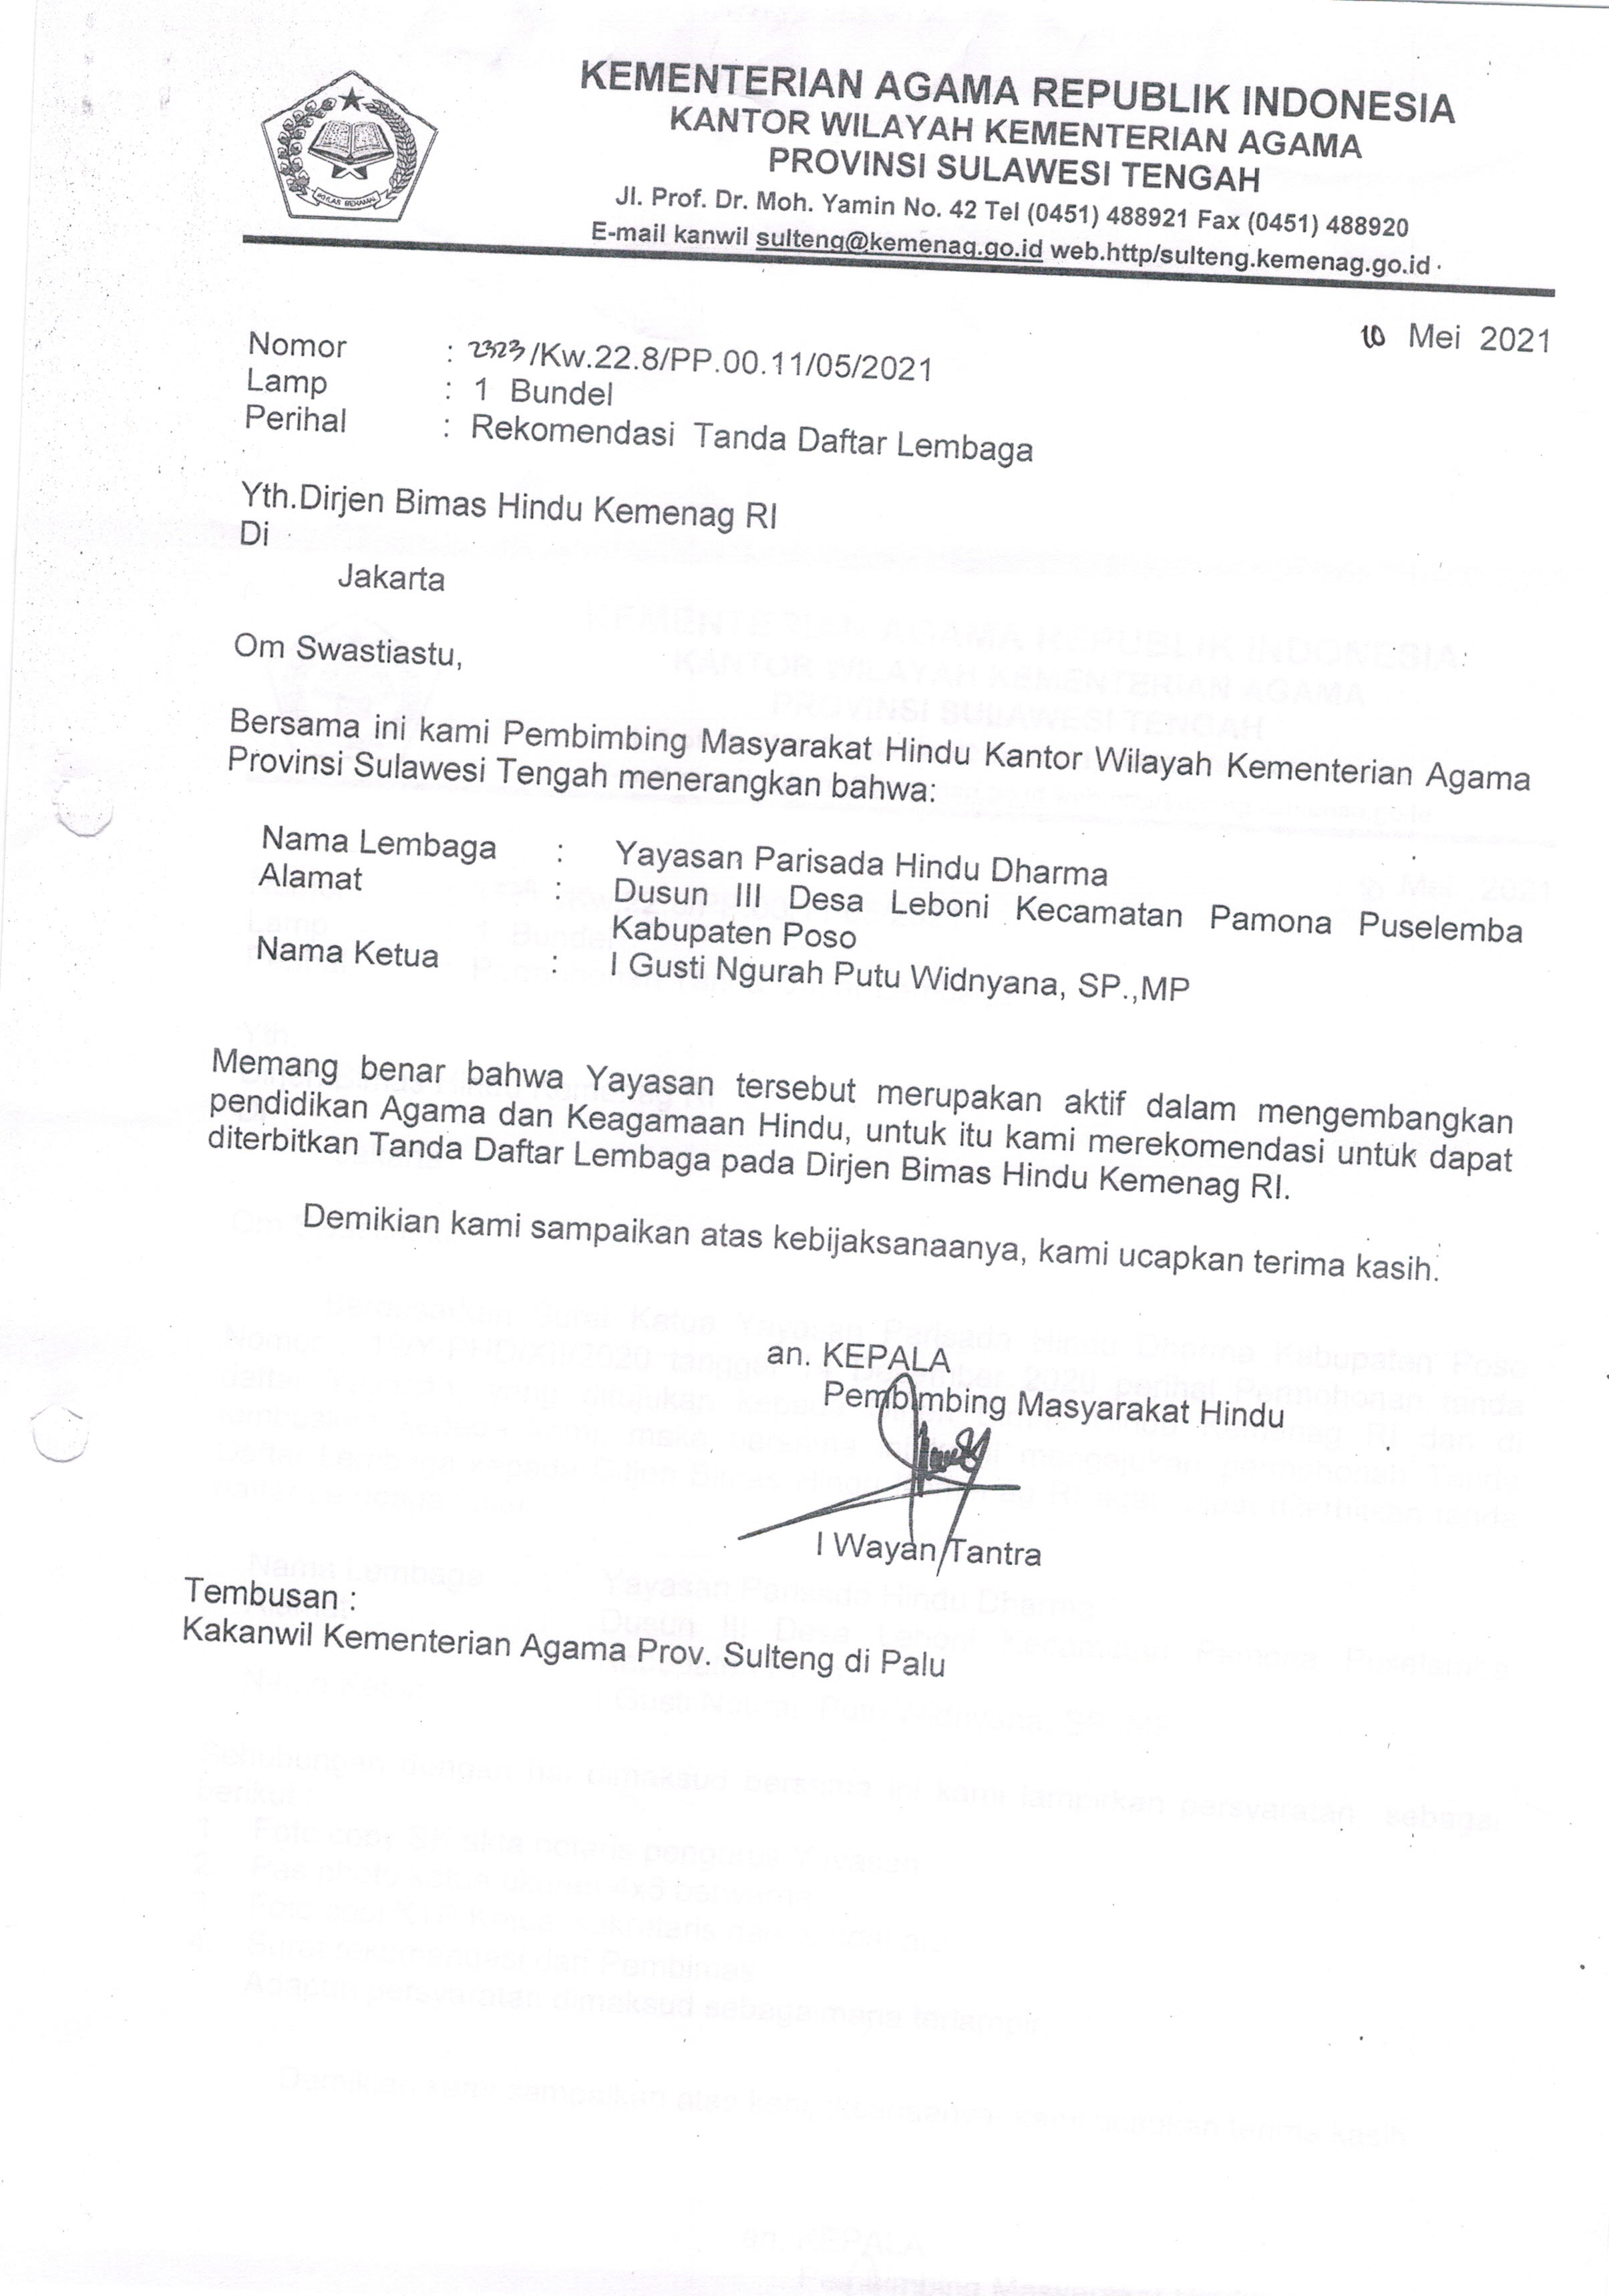 KEMENTERIAN AGAMA REPUBLIK INDONESIA
KANTOR WILAYAH KEMENTERIAN AGAMA
PROVINSI SULAWESI TENGAH
Jl. Prof. Dr. Moh. Yamin No. 42 Tel (0451) 488921 Fax (0451) 488920
E-mail kanwil sulteng@kemenag.go.id web.http/sulteng.kemenag.go.id
IKHLAS BERAMAL
10 Mei 2021
Nomor : 2323/Kw.22.8/PP.00.11/05/2021
Lamp : 1 Bundel
Perihal : Rekomendasi Tanda Daftar Lembaga
Yth.Dirjen Bimas Hindu Kemenag RI
Di
Jakarta
Om Swastiastu,
Bersama ini kami Pembimbing Masyarakat Hindu Kantor Wilayah Kementerian Agama
Provinsi Sulawesi Tengah menerangkan bahwa:
Nama Lembaga : Yayasan Parisada Hindu Dharma
Alamat : Dusun III Desa Leboni Kecamatan Pamona Puselemba
Kabupaten Poso
Nama Ketua : I Gusti Ngurah Putu Widnyana, SP.,MP
Memang benar bahwa Yayasan tersebut merupakan aktif dalam mengembangkan
pendidikan Agama dan Keagamaan Hindu, untuk itu kami merekomendasi untuk dapat
diterbitkan Tanda Daftar Lembaga pada Dirjen Bimas Hindu Kemenag RI.
Demikian kami sampaikan atas kebijaksanaanya, kami ucapkan terima kasih.
an. KEPALA
Pembimbing Masyarakat Hindu
I Wayan Tantra
Tembusan :
Kakanwil Kementerian Agama Prov. Sulteng di Palu